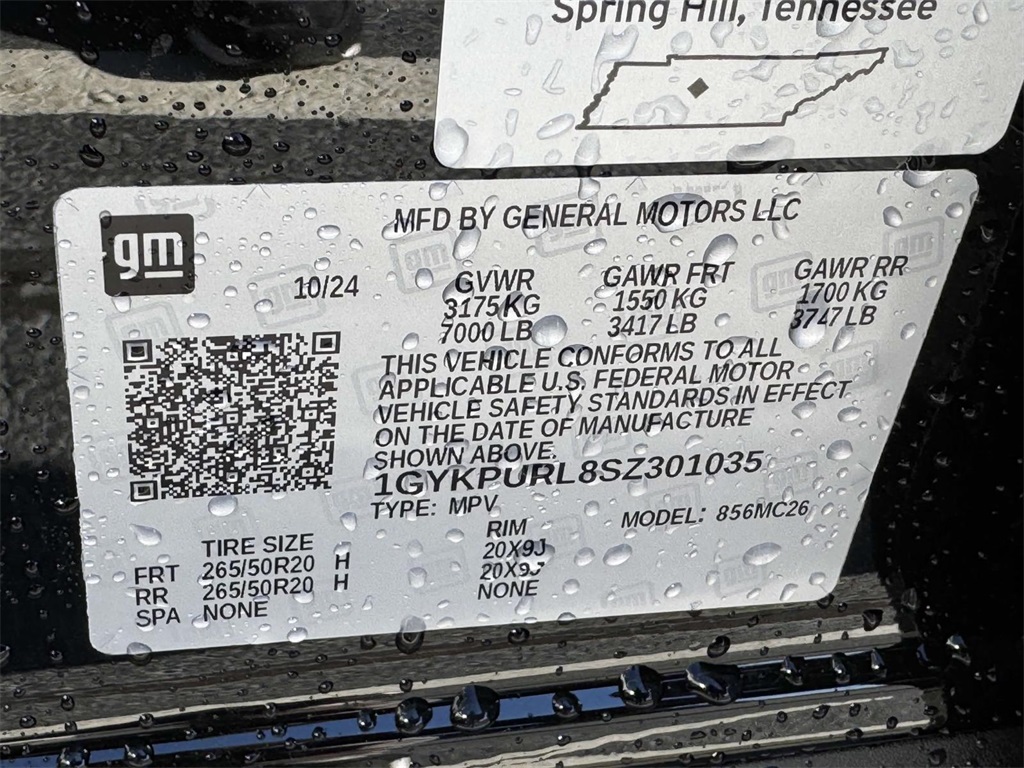 Spring Hill, Tennessee
gm
MFD BY GENERAL MOTORS LLC
10/24
GVWR GAWR FRT GAWR RR
3175 KG 1550 KG 1700 KG
7000 LB 3417 LB 3747 LB
THIS VEHICLE CONFORMS TO ALL
APPLICABLE U.S. FEDERAL MOTOR
VEHICLE SAFETY STANDARDS IN EFFECT
ON THE DATE OF MANUFACTURE
SHOWN ABOVE.
1GYKPURL8SZ301035
TYPE: MPV MODEL: 856MC26
TIRE SIZE RIM
FRT 265/50R20 H 20X9J
RR 265/50R20 H 20X9J
SPA NONE NONE